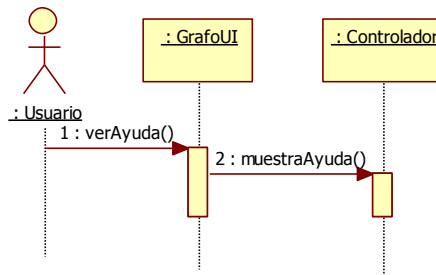 : GrafoUI
: Controlador
: Usuario
1 : verAyuda()
2 : muestraAyuda()